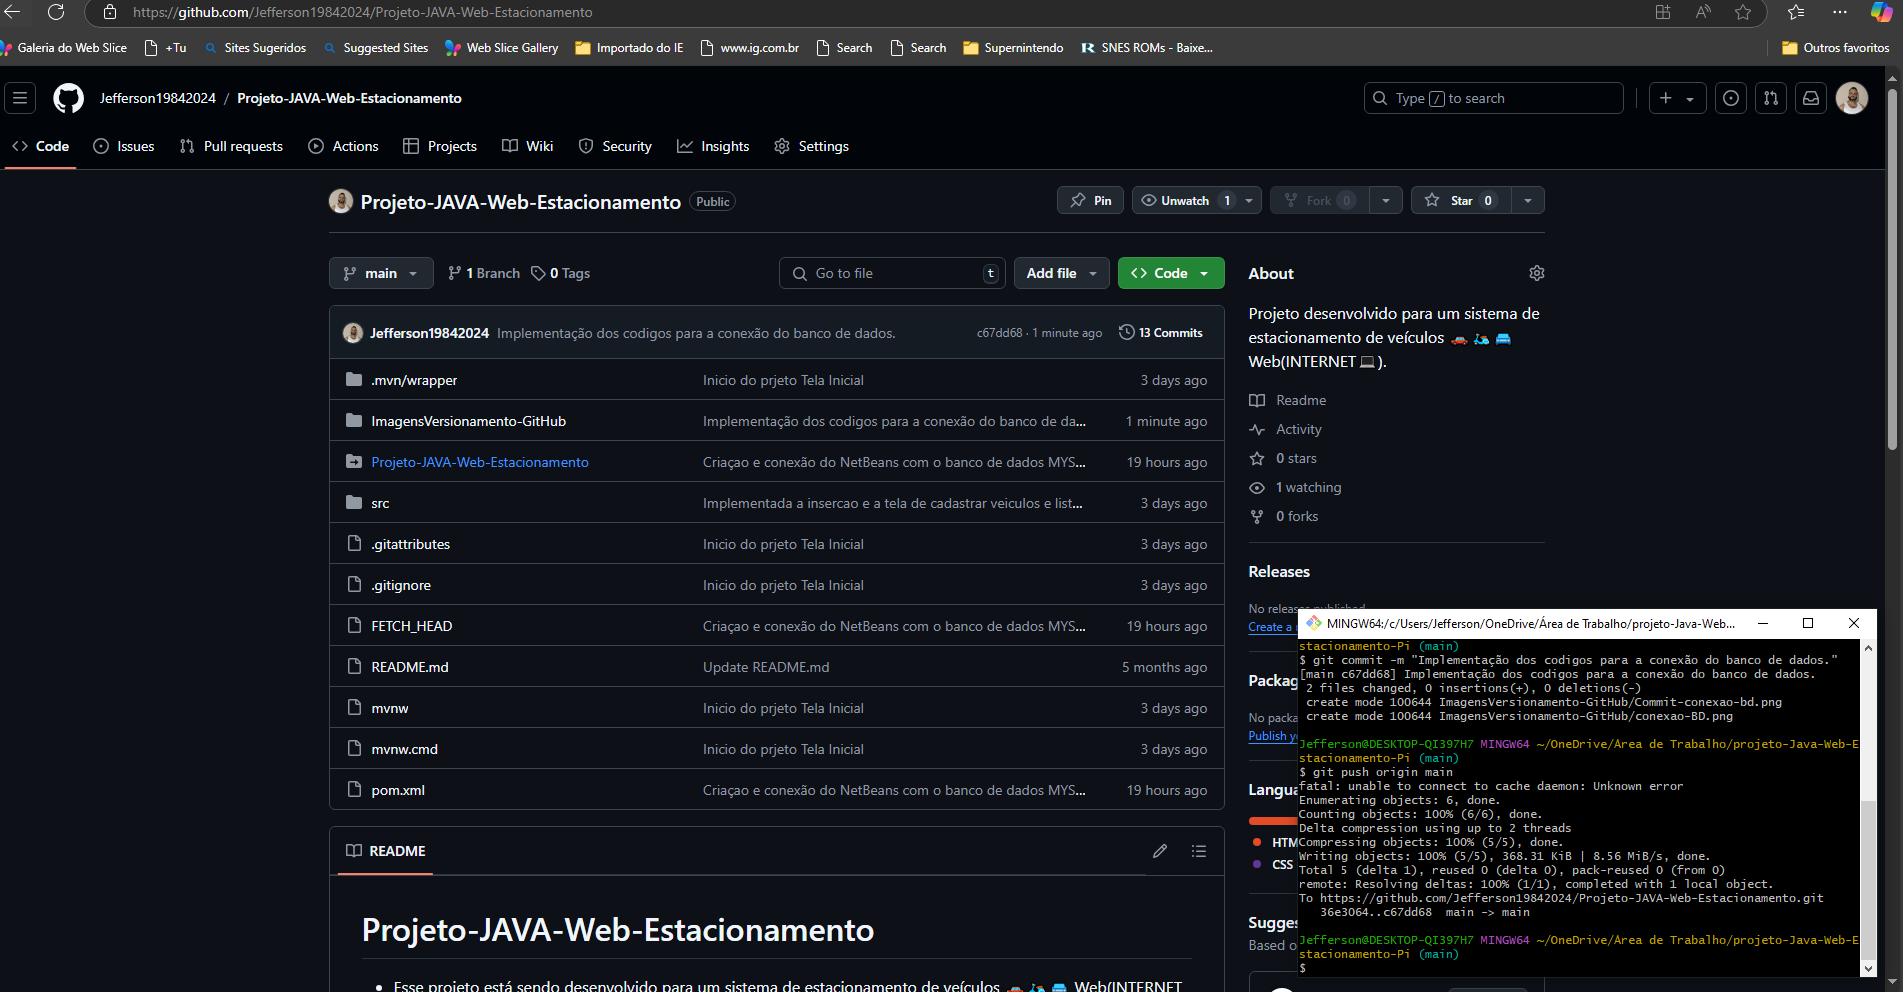 https://github.com/Jefferson19842024/Projeto-JAVA-Web-Estacionamento
Galeria do Web Slice
+Tu
Sites Sugeridos
Suggested Sites
Web Slice Gallery
Importado do IE
www.ig.com.br
Search
Search
Supernintendo
SNES ROMs - Baixe...
Outros favoritos
Jefferson19842024 / Projeto-JAVA-Web-Estacionamento
Type / to search
Code
Issues
Pull requests
Actions
Projects
Wiki
Security
Insights
Settings
Projeto-JAVA-Web-Estacionamento Public
Pin
Unwatch 1
Fork 0
Star 0
main
1 Branch
0 Tags
Go to file t
Add file
<> Code
Jefferson19842024 Implementação dos codigos para a conexão do banco de dados. c67dd68 · 1 minute ago 13 Commits
.mvn/wrapper Inicio do prjeto Tela Inicial 3 days ago
ImagensVersionamento-GitHub Implementação dos codigos para a conexão do banco de da... 1 minute ago
Projeto-JAVA-Web-Estacionamento Criaçao e conexão do NetBeans com o banco de dados MYS... 19 hours ago
src Implementada a insercao e a tela de cadastrar veiculos e list... 3 days ago
.gitattributes Inicio do prjeto Tela Inicial 3 days ago
.gitignore Inicio do prjeto Tela Inicial 3 days ago
FETCH_HEAD Criaçao e conexão do NetBeans com o banco de dados MYS... 19 hours ago
README.md Update README.md 5 months ago
mvnw Inicio do prjeto Tela Inicial 3 days ago
mvnw.cmd Inicio do prjeto Tela Inicial 3 days ago
pom.xml Criaçao e conexão do NetBeans com o banco de dados MYS... 19 hours ago
README
Projeto-JAVA-Web-Estacionamento
• Esse projeto está sendo desenvolvido para um sistema de estacionamento de veículos 🚗 🛵 🚘 Web(INTERNET
About
Projeto desenvolvido para um sistema de
estacionamento de veículos 🚗 🛵 🚘
Web(INTERNET 💻 ).
Readme
Activity
0 stars
1 watching
0 forks
Releases
No releases published
Create a
Packag
No packa
Publish y
Langua
HTM
CSS
Sugges
Based o
MINGW64:/c/Users/Jefferson/OneDrive/Área de Trabalho/projeto-Java-Web...
stacionamento-Pi (main)
$ git commit -m "Implementação dos codigos para a conexão do banco de dados."
[main c67dd68] Implementação dos codigos para a conexão do banco de dados.
2 files changed, 0 insertions(+), 0 deletions(-)
create mode 100644 ImagensVersionamento-GitHub/Commit-conexao-bd.png
create mode 100644 ImagensVersionamento-GitHub/conexao-BD.png
Jefferson@DESKTOP-QI397H7 MINGW64 ~/OneDrive/Área de Trabalho/projeto-Java-Web-E
stacionamento-Pi (main)
$ git push origin main
fatal: unable to connect to cache daemon: Unknown error
Enumerating objects: 6, done.
Counting objects: 100% (6/6), done.
Delta compression using up to 2 threads
Compressing objects: 100% (5/5), done.
Writing objects: 100% (5/5), 368.31 KiB | 8.56 MiB/s, done.
Total 5 (delta 1), reused 0 (delta 0), pack-reused 0 (from 0)
remote: Resolving deltas: 100% (1/1), completed with 1 local object.
To https://github.com/Jefferson19842024/Projeto-JAVA-Web-Estacionamento.git
36e3064..c67dd68  main -> main
Jefferson@DESKTOP-QI397H7 MINGW64 ~/OneDrive/Área de Trabalho/projeto-Java-Web-E
stacionamento-Pi (main)
$